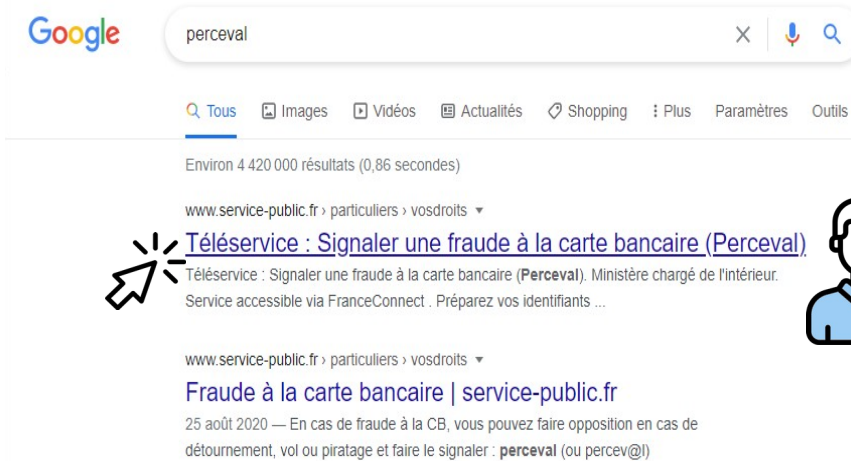 Google
perceval
Tous Images Vidéos Actualités Shopping Plus Paramètres Outils
Environ 4 420 000 résultats (0,86 secondes)
www.service-public.fr › particuliers › vosdroits
Téléservice : Signaler une fraude à la carte bancaire (Perceval)
Téléservice : Signaler une fraude à la carte bancaire (Perceval). Ministère chargé de l'intérieur.
Service accessible via FranceConnect . Préparez vos identifiants ...
www.service-public.fr › particuliers › vosdroits
Fraude à la carte bancaire | service-public.fr
25 août 2020 — En cas de fraude à la CB, vous pouvez faire opposition en cas de
détournement, vol ou piratage et faire le signaler : perceval (ou percev@l)